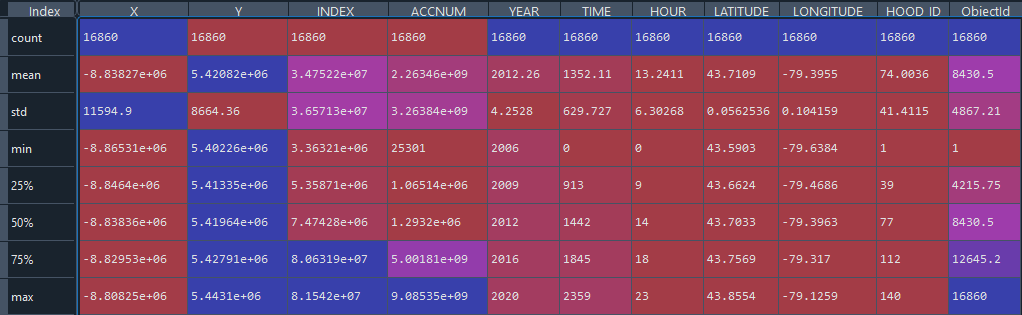 Index X Y INDEX ACCNUM YEAR TIME HOUR LATITUDE LONGITUDE HOOD_ID ObjectId
count 16860 16860 16860 16860 16860 16860 16860 16860 16860 16860 16860
mean -8.83827e+06 5.42082e+06 3.47522e+07 2.26346e+09 2012.26 1352.11 13.2411 43.7109 -79.3955 74.0036 8430.5
std 11594.9 8664.36 3.65713e+07 3.26384e+09 4.2528 629.727 6.30268 0.0562536 0.104159 41.4115 4867.21
min -8.86531e+06 5.40226e+06 3.36321e+06 25301 2006 0 0 43.5903 -79.6384 1 1
25% -8.8464e+06 5.41335e+06 5.35871e+06 1.06514e+06 2009 913 9 43.6624 -79.4686 39 4215.75
50% -8.83836e+06 5.41964e+06 7.47428e+06 1.2932e+06 2012 1442 14 43.7033 -79.3963 77 8430.5
75% -8.82953e+06 5.42791e+06 8.06319e+07 5.00181e+09 2016 1845 18 43.7569 -79.317 112 12645.2
max -8.80825e+06 5.4431e+06 8.1542e+07 9.08535e+09 2020 2359 23 43.8554 -79.1259 140 16860